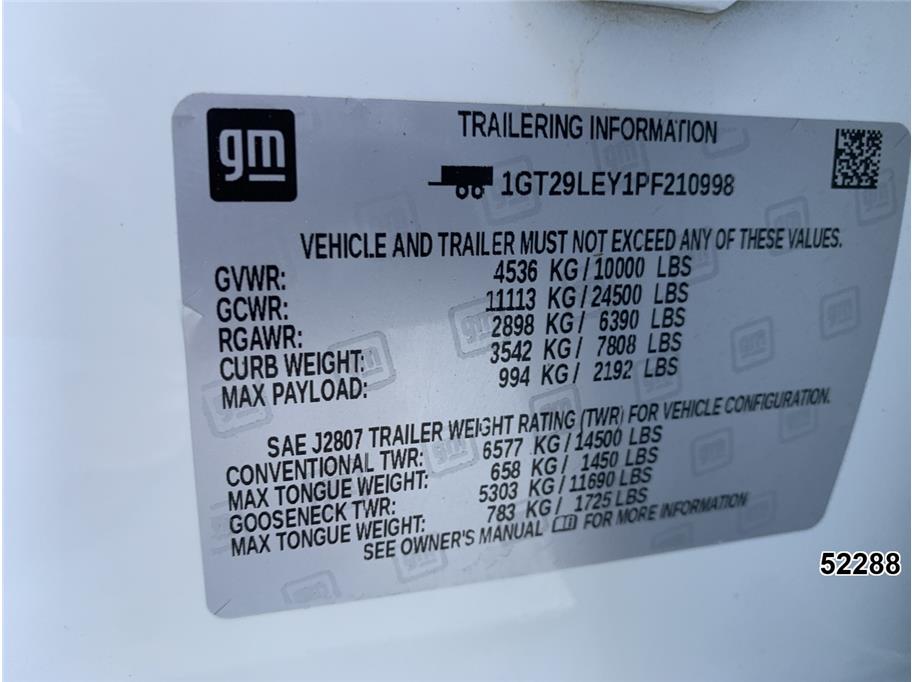 gm
TRAILERING INFORMATION
1GT29LEY1PF210998
VEHICLE AND TRAILER MUST NOT EXCEED ANY OF THESE VALUES.
GVWR: 4536 KG / 10000 LBS
GCWR: 11113 KG / 24500 LBS
RGAWR: 2898 KG / 6390 LBS
CURB WEIGHT: 3542 KG / 7808 LBS
MAX PAYLOAD: 994 KG / 2192 LBS
SAE J2807 TRAILER WEIGHT RATING (TWR) FOR VEHICLE CONFIGURATION.
CONVENTIONAL TWR: 6577 KG / 14500 LBS
MAX TONGUE WEIGHT: 658 KG / 1450 LBS
GOOSENECK TWR: 5303 KG / 11690 LBS
MAX TONGUE WEIGHT: 783 KG / 1725 LBS
SEE OWNER'S MANUAL FOR MORE INFORMATION
52288